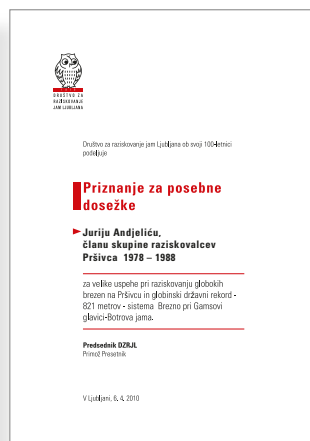 DRUŠTVO ZA
RAZISKOVANJE
JAM LJUBLJANA
Društvo za raziskovanje jam Ljubljana ob svoji 100-letnici
podeljuje
Priznanje za posebne
dosežke
Juriju Andjeliću,
članu skupine raziskovalcev
Pršivca 1978 – 1988
za velike uspehe pri raziskovanju globokih
brezen na Pršivcu in globinski državni rekord -
821 metrov - sistema Brezno pri Gamsovi
glavici-Botrova jama.
Predsednik DZRJL
Primož Presetnik
V Ljubljani, 6. 4. 2010